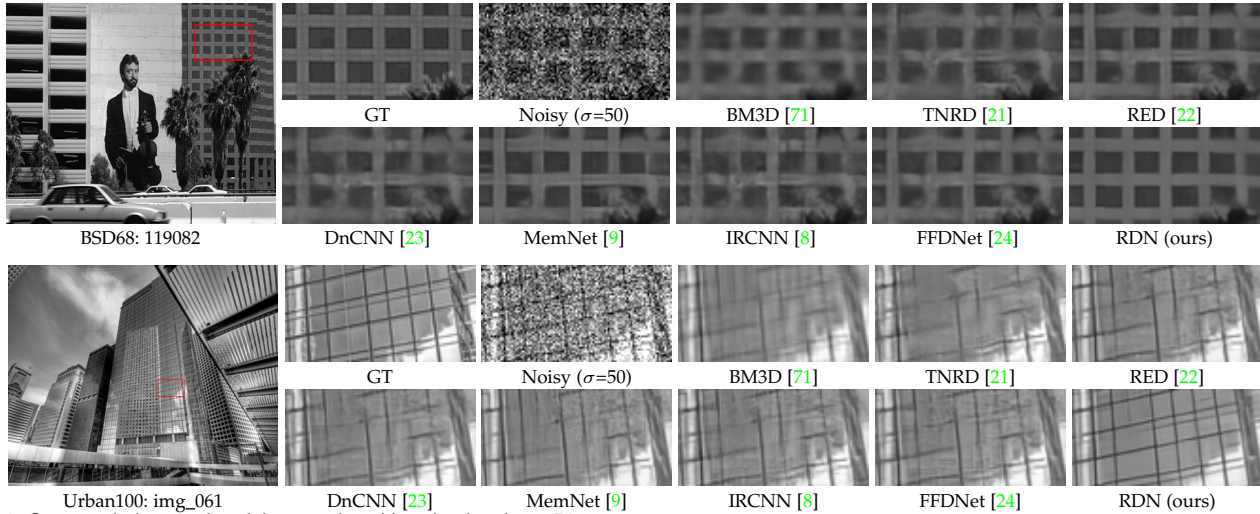 GT Noisy (σ=50) BM3D [71] TNRD [21] RED [22]
BSD68: 119082 DnCNN [23] MemNet [9] IRCNN [8] FFDNet [24] RDN (ours)
GT Noisy (σ=50) BM3D [71] TNRD [21] RED [22]
Urban100: img_061 DnCNN [23] MemNet [9] IRCNN [8] FFDNet [24] RDN (ours)